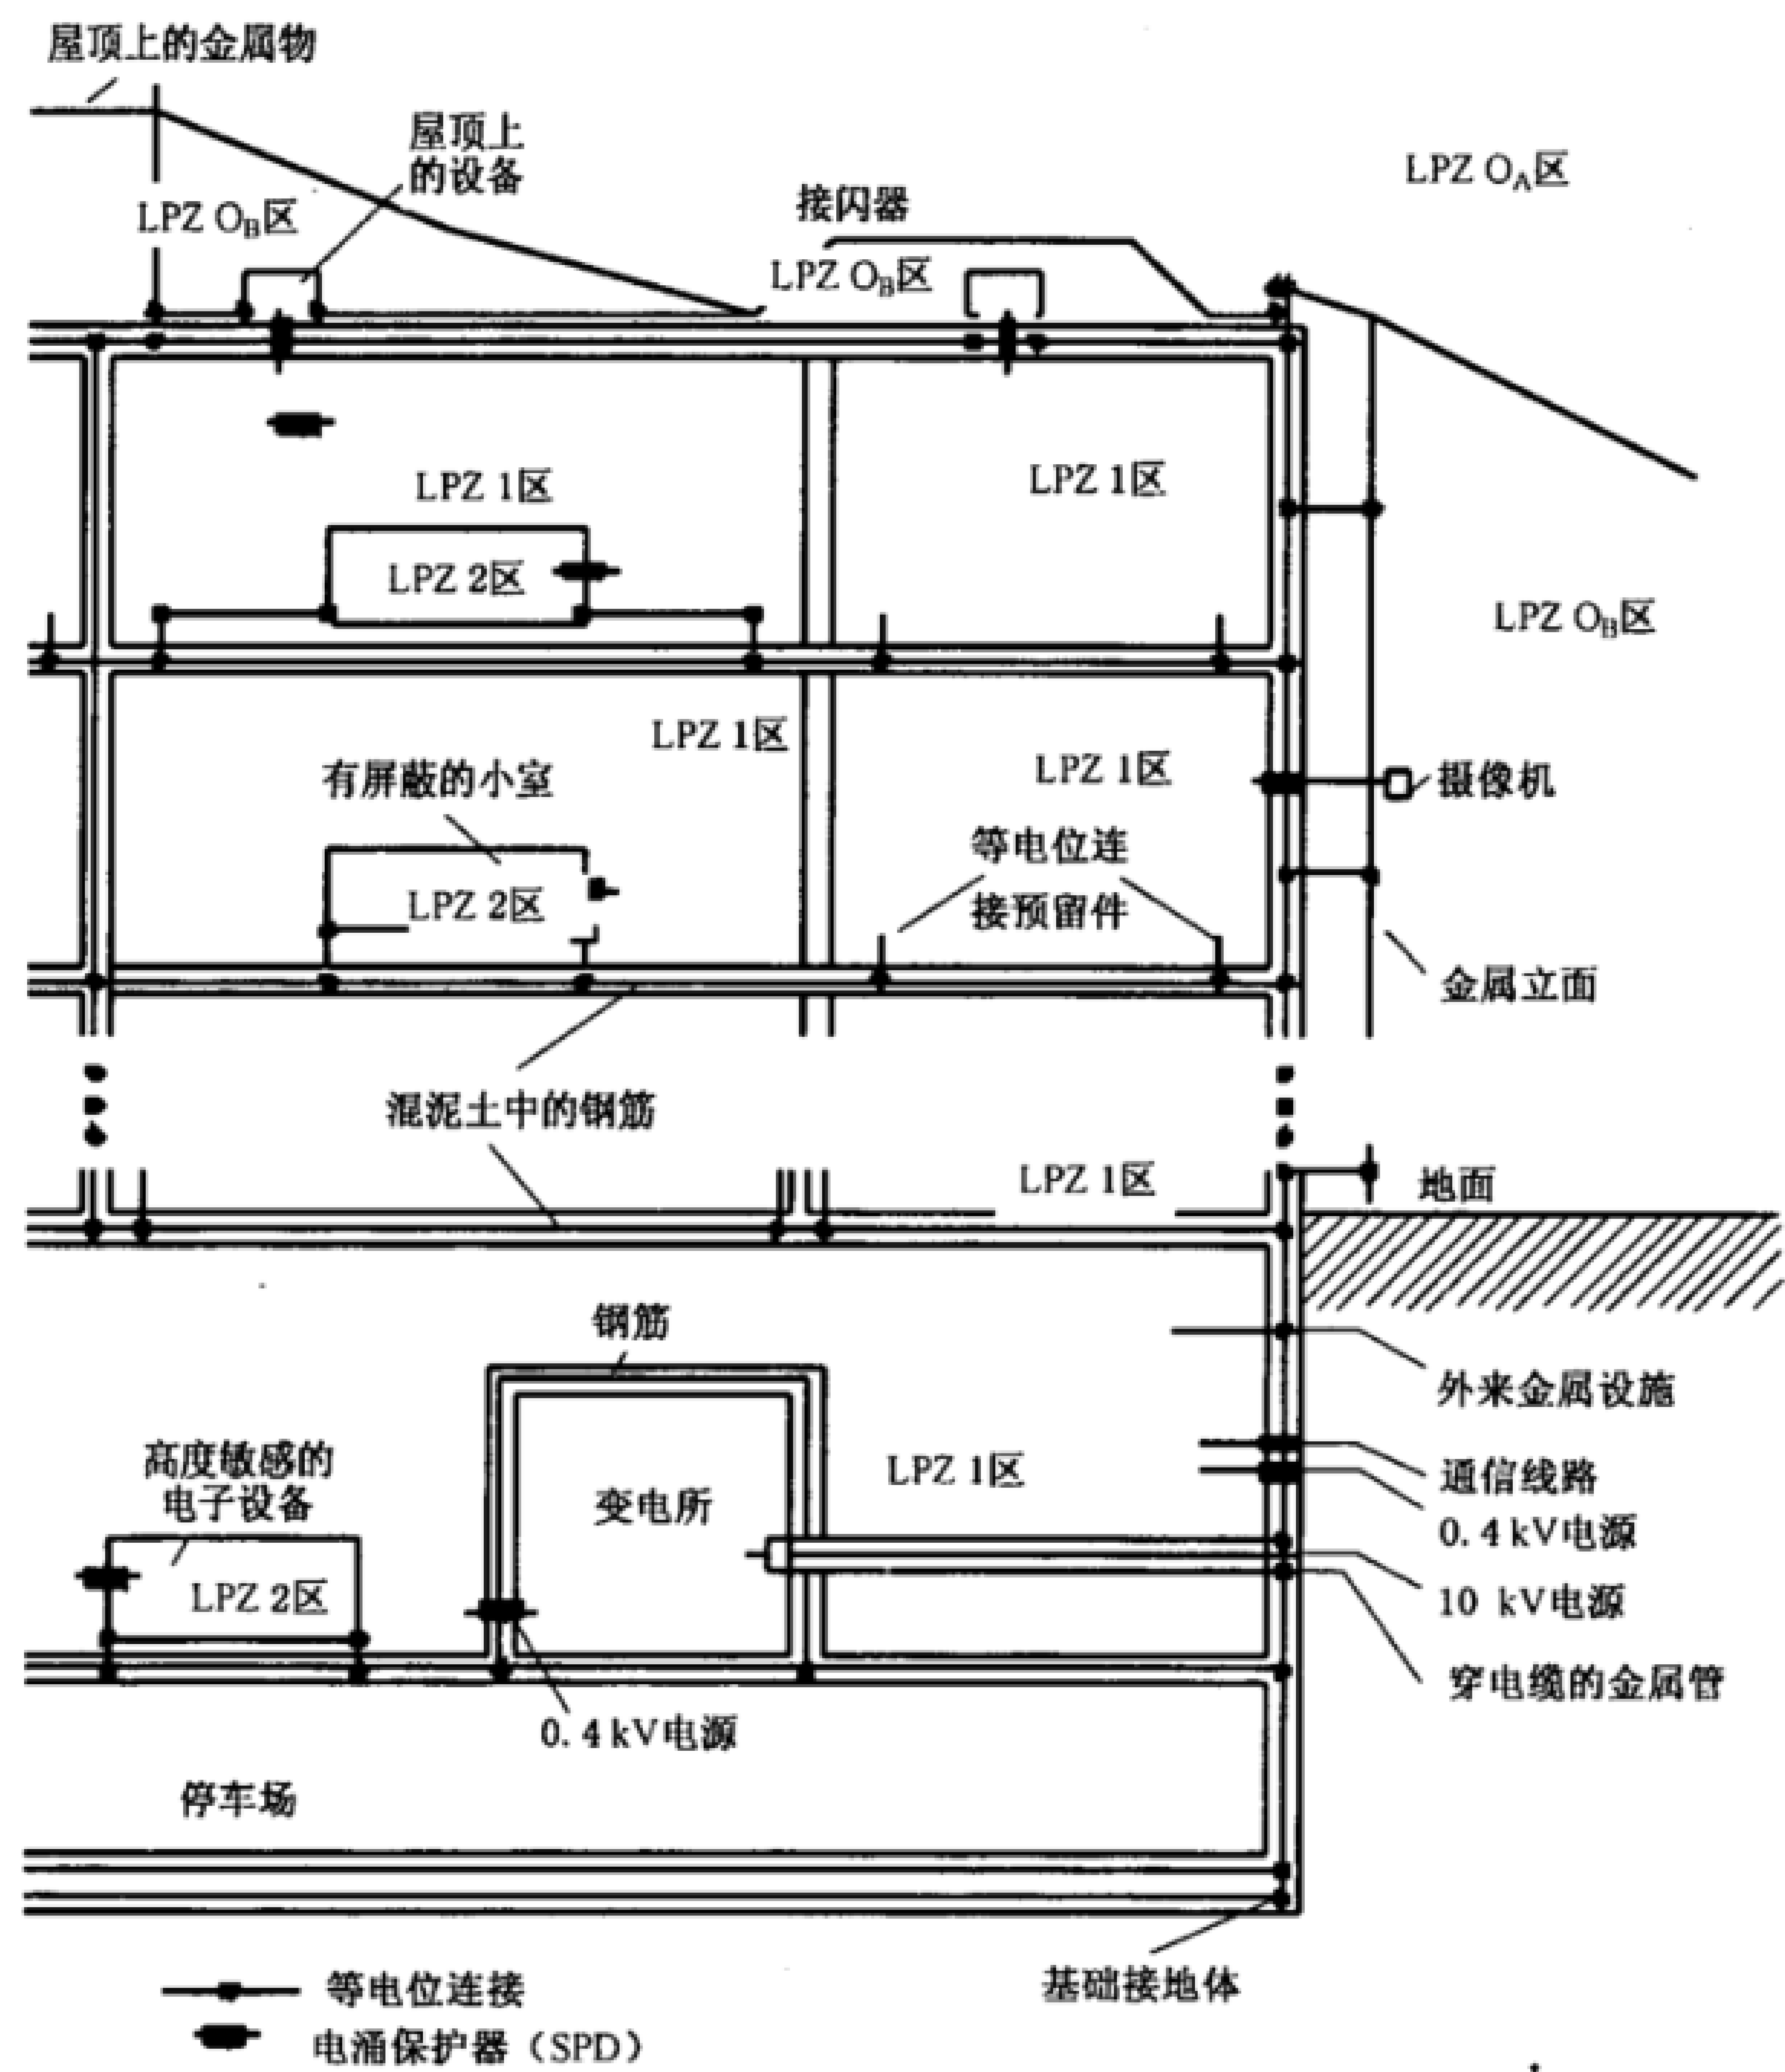 屋顶上的金属物
屋顶上
的设备
LPZ O_A区
接闪器
LPZ O_B区
LPZ O_B区
LPZ 1区
LPZ 1区
LPZ 2区
LPZ O_B区
LPZ 1区
LPZ 1区
有屏蔽的小室
摄像机
等电位连
接预留件
LPZ 2区
金属立面
混泥土中的钢筋
LPZ 1区
地面
钢筋
外来金属设施
高度敏感的
电子设备
变电所
LPZ 1区
通信线路
0.4 kV电源
LPZ 2区
10 kV电源
穿电缆的金属管
0.4 kV电源
停车场
基础接地体
等电位连接
电涌保护器（SPD）